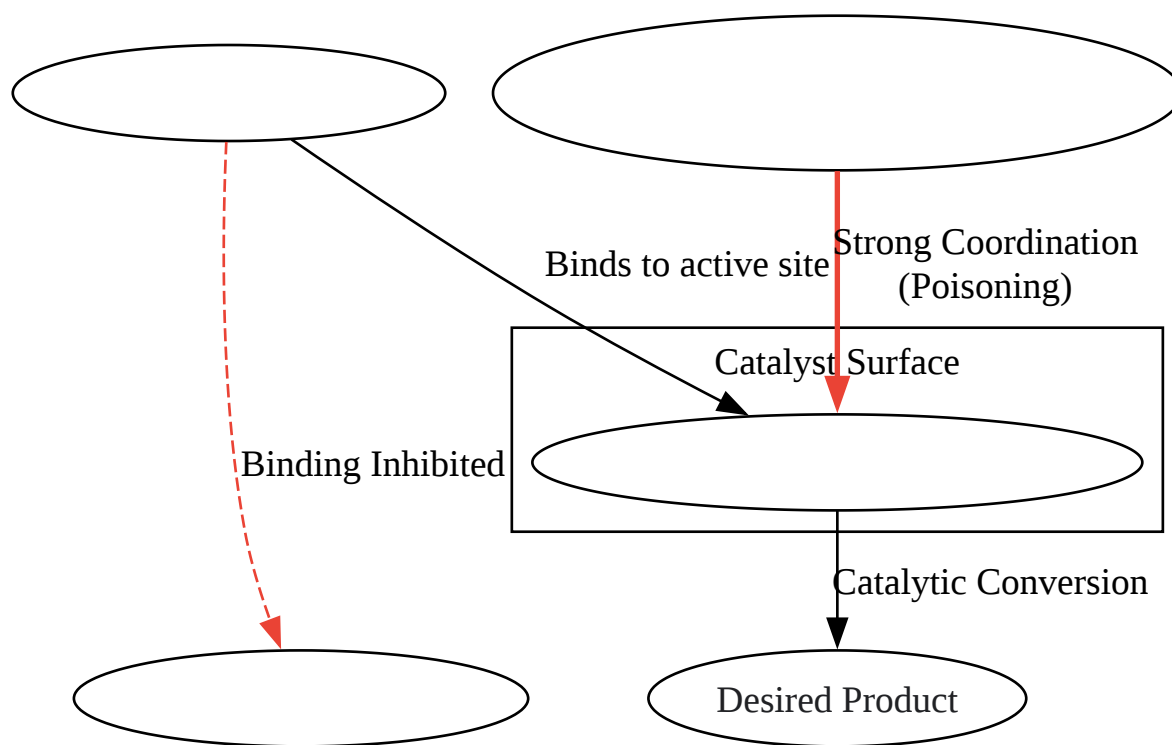 Strong Coordination
(Poisoning)
Binds to active site
Catalyst Surface
Binding Inhibited
Catalytic Conversion
Desired Product